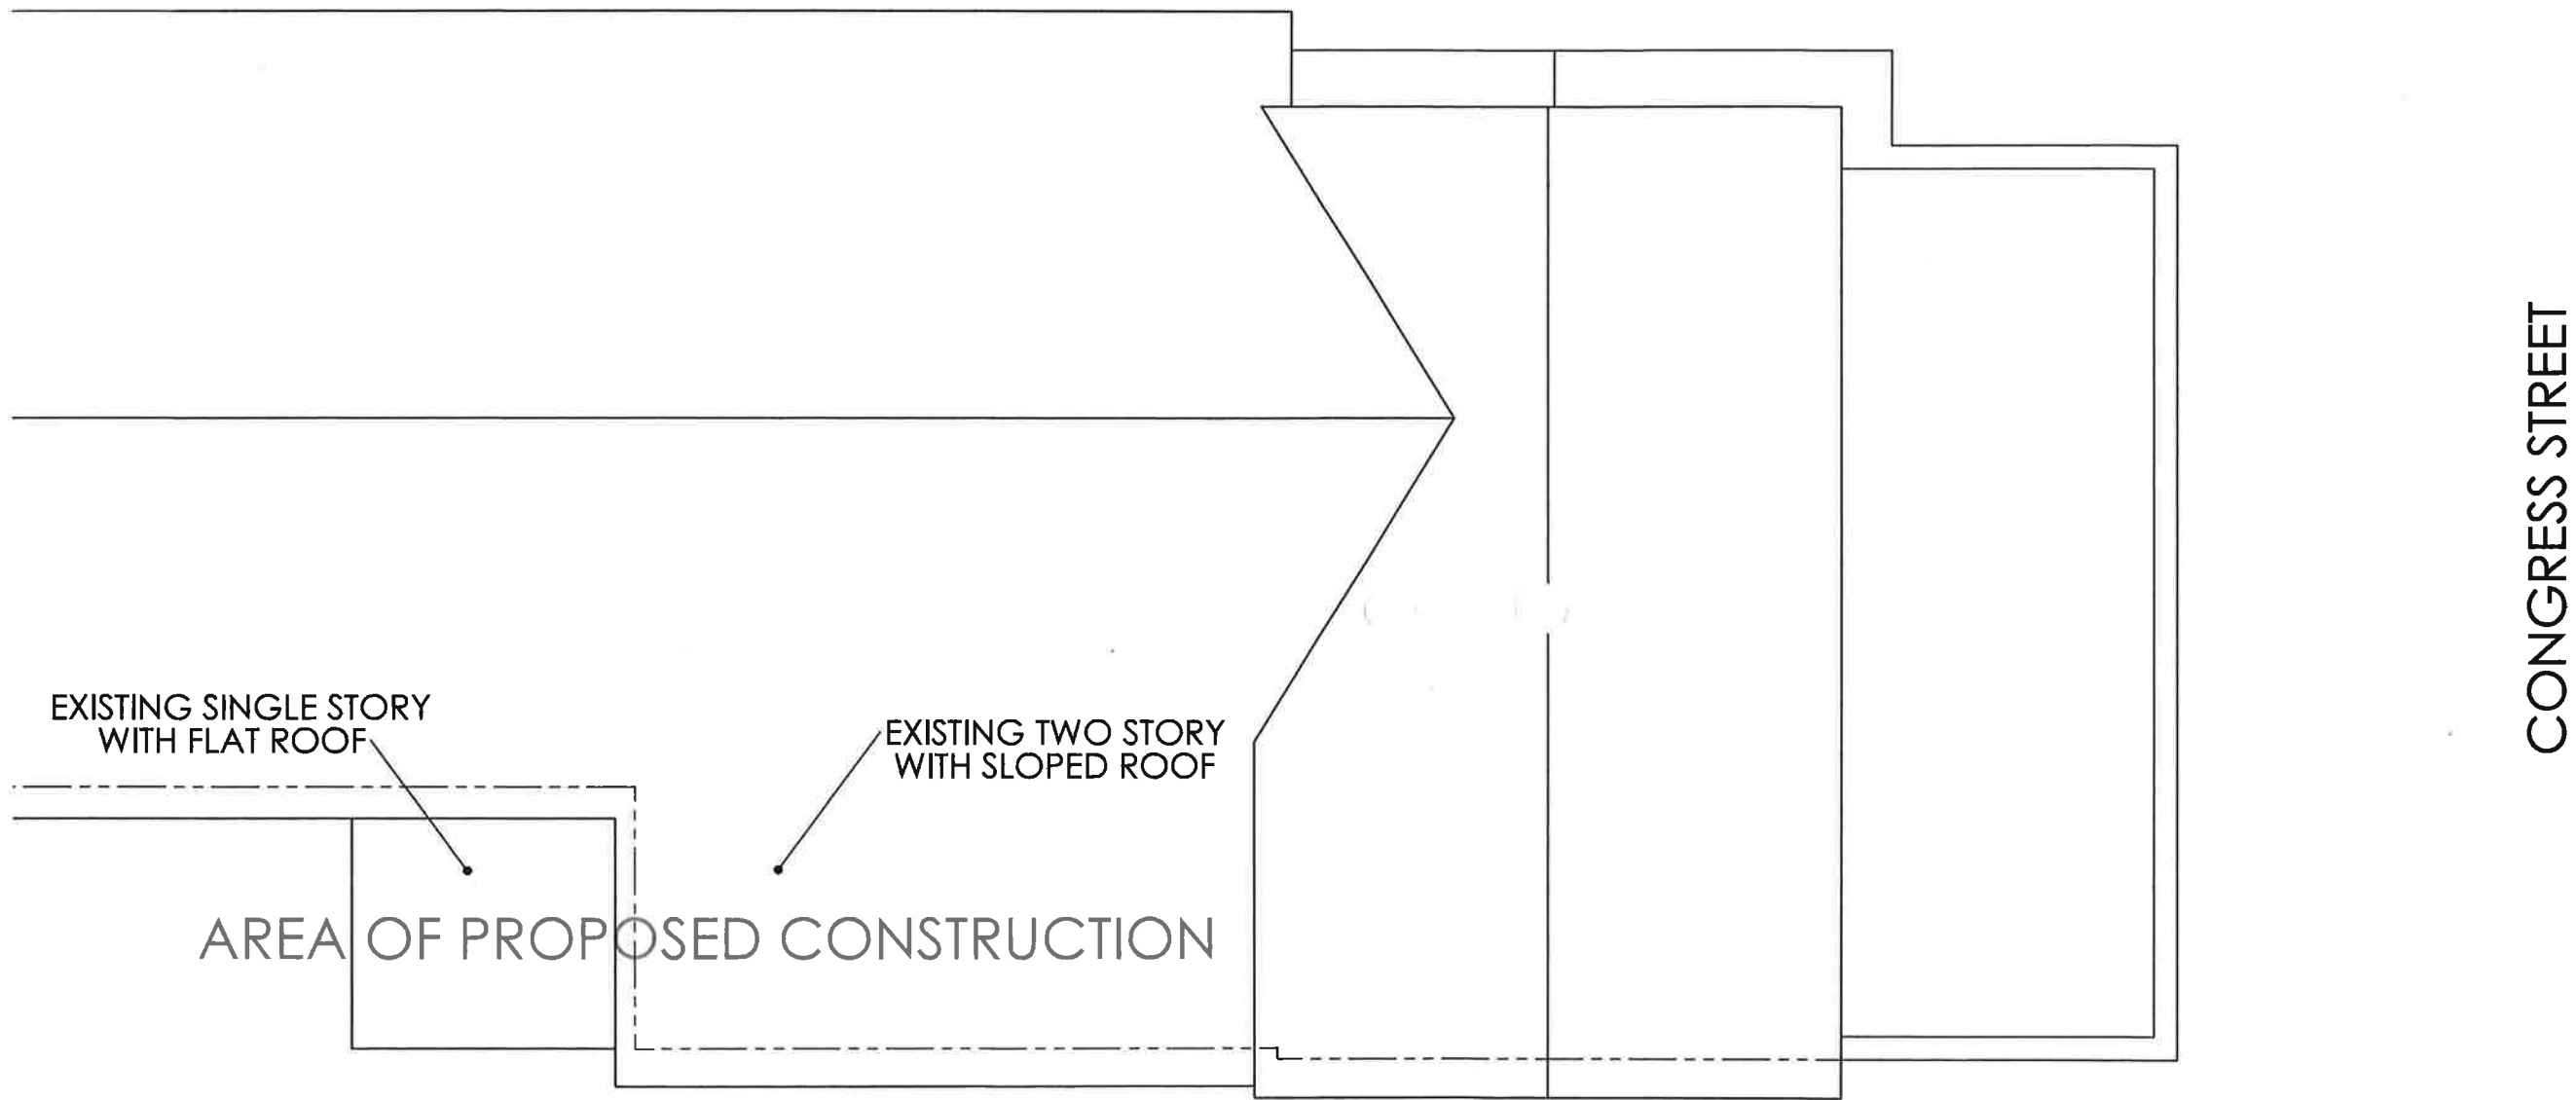 EXISTING SINGLE STORY
WITH FLAT ROOF
EXISTING TWO STORY
WITH SLOPED ROOF
AREA OF PROPOSED CONSTRUCTION
CONGRESS STREET